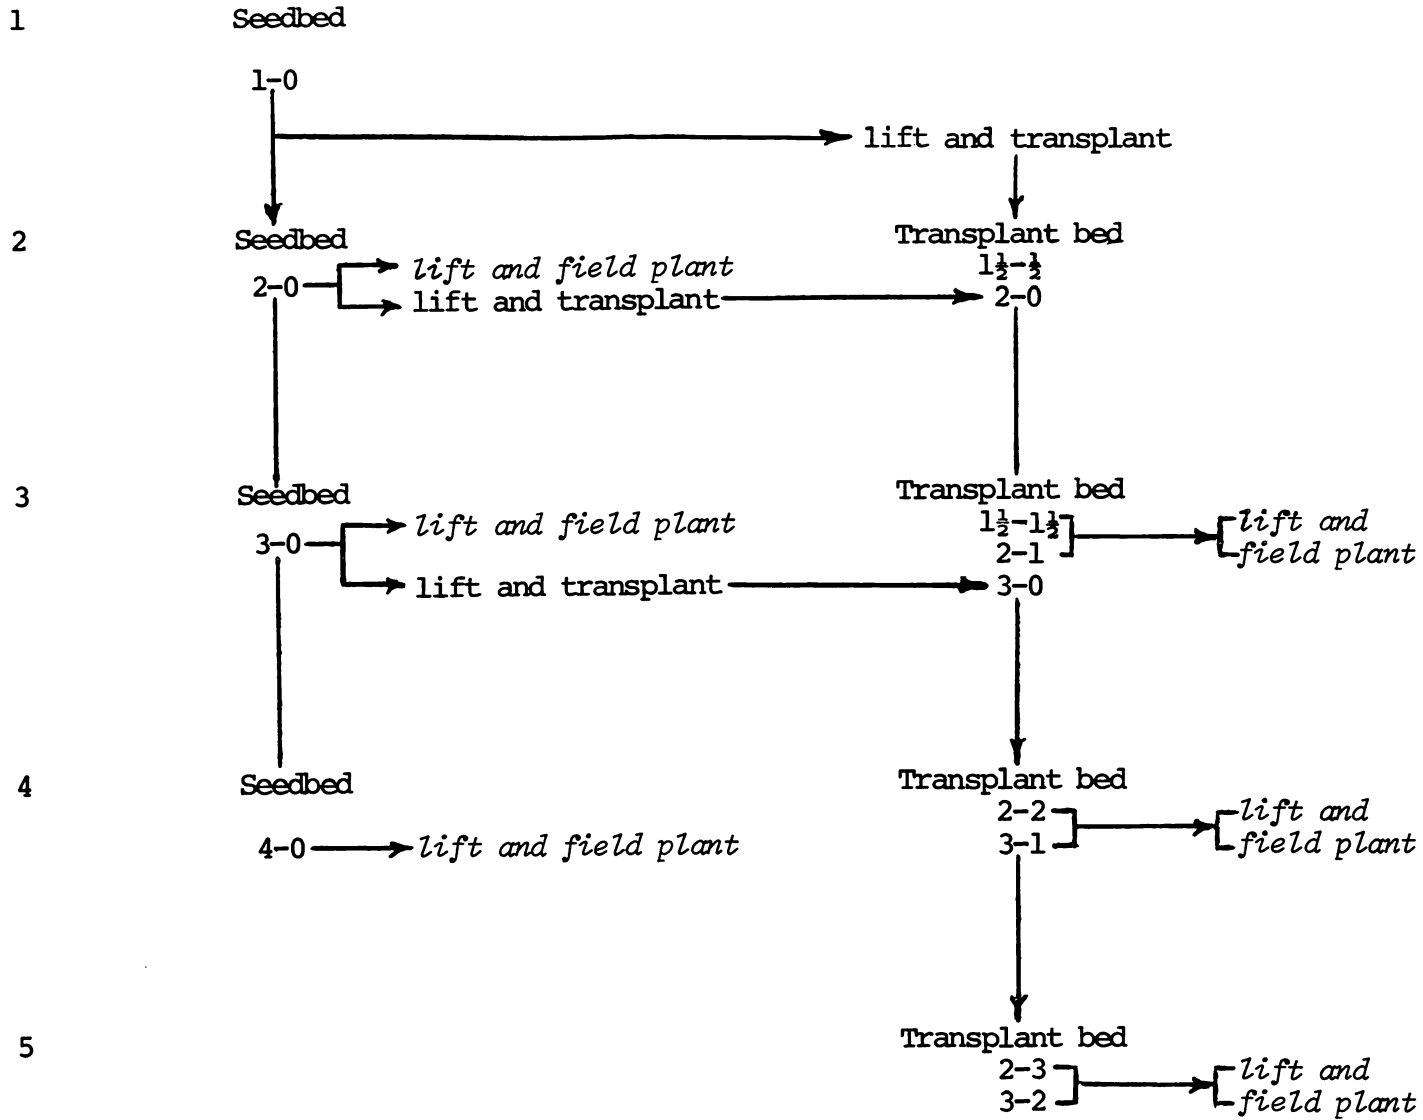 1 Seedbed
1-0
lift and transplant
2 Seedbed Transplant bed
lift and field plant 1½-½
2-0 lift and transplant 2-0
3 Seedbed Transplant bed
lift and field plant 1½-1½ lift and
3-0 2-1 field plant
lift and transplant 3-0
4 Seedbed Transplant bed
2-2 lift and
4-0 lift and field plant 3-1 field plant
5 Transplant bed
2-3 lift and
3-2 field plant